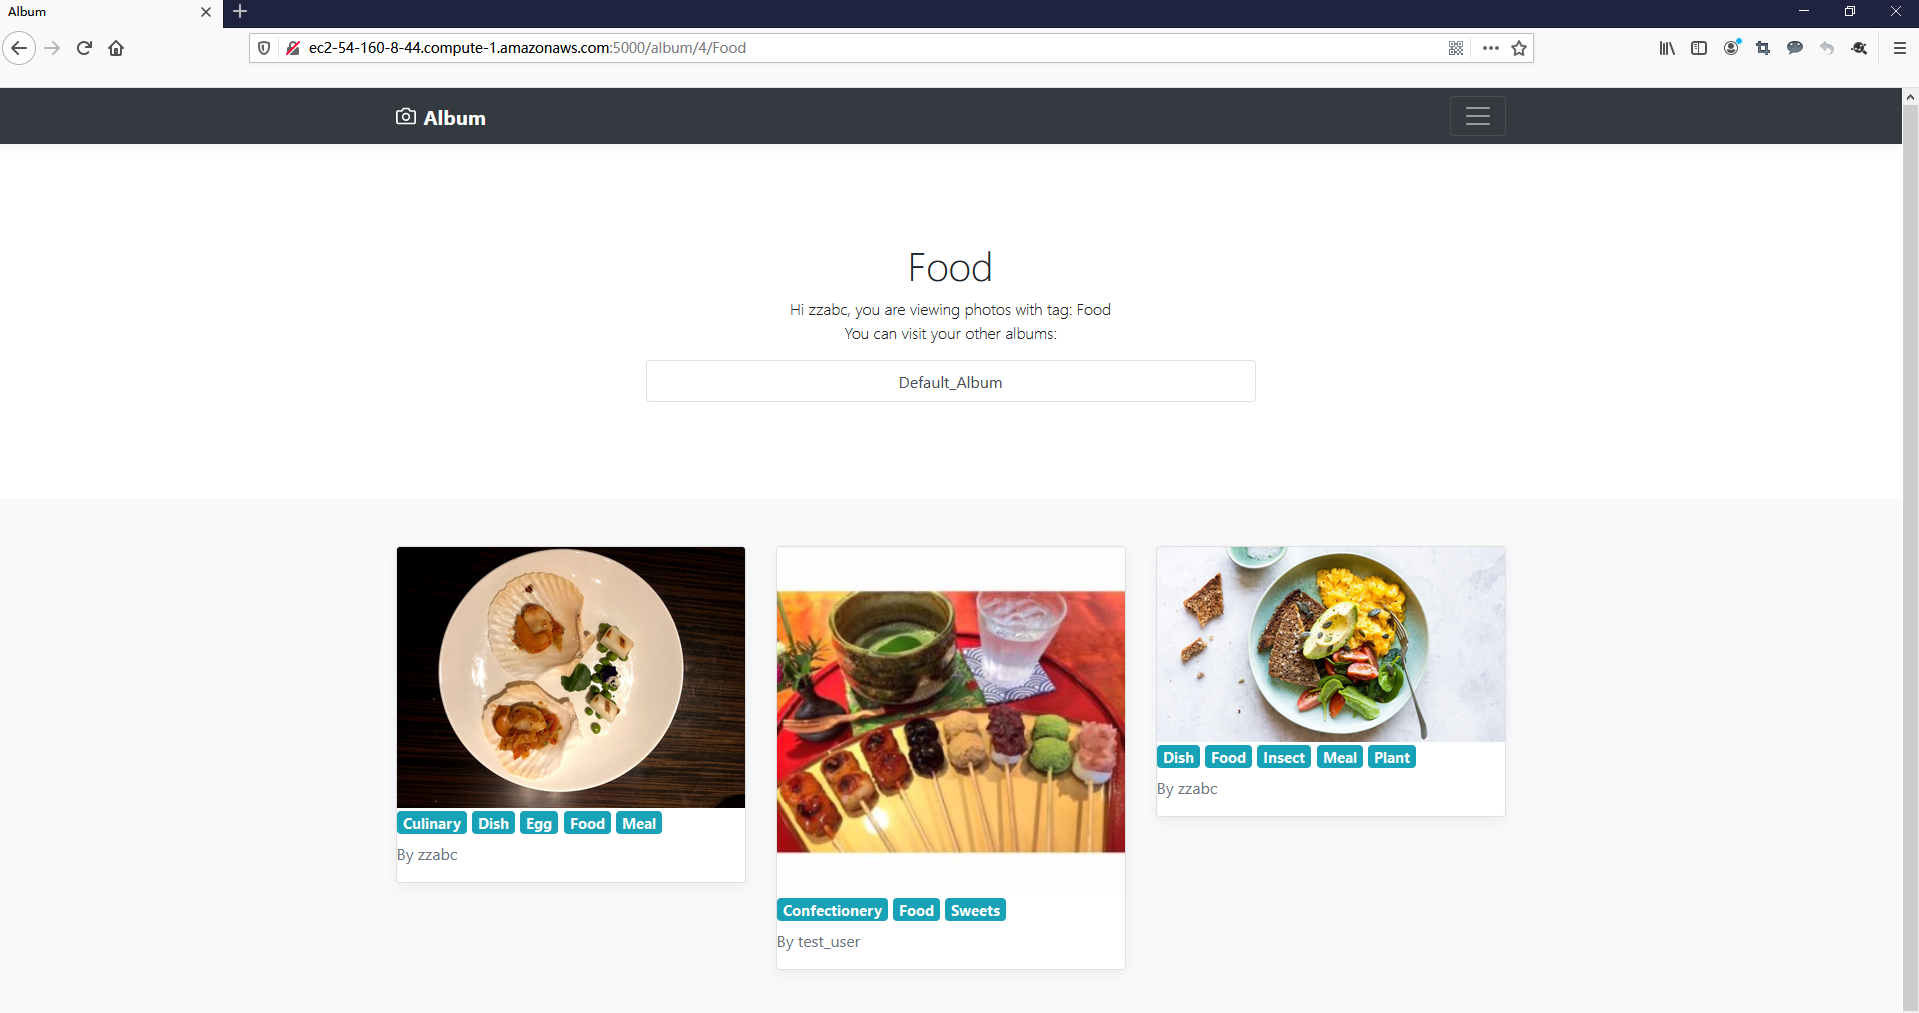 Album
ec2-54-160-8-44.compute-1.amazonaws.com:5000/album/4/Food
Album
Food
Hi zzabc, you are viewing photos with tag: Food
You can visit your other albums:
Default_Album
Culinary Dish Egg Food Meal
By zzabc
Confectionery Food Sweets
By test_user
Dish Food Insect Meal Plant
By zzabc